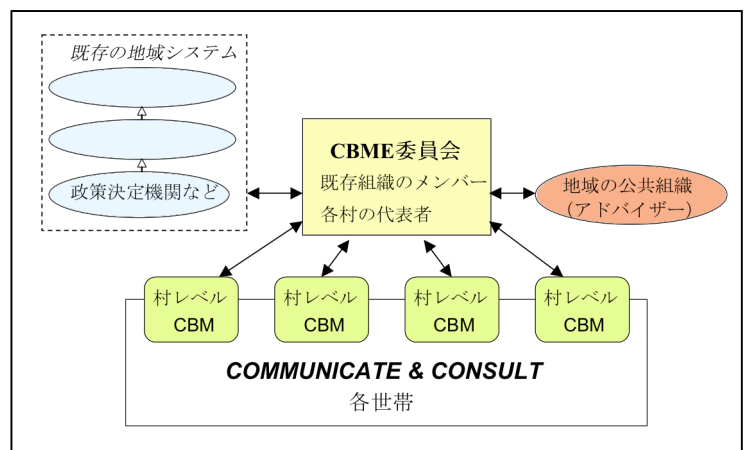 既存の地域システム
政策決定機関など
CBME委員会
既存組織のメンバー
各村の代表者
地域の公共組織
（アドバイザー）
村レベル
CBM
村レベル
CBM
村レベル
CBM
村レベル
CBM
COMMUNICATE & CONSULT
各世帯